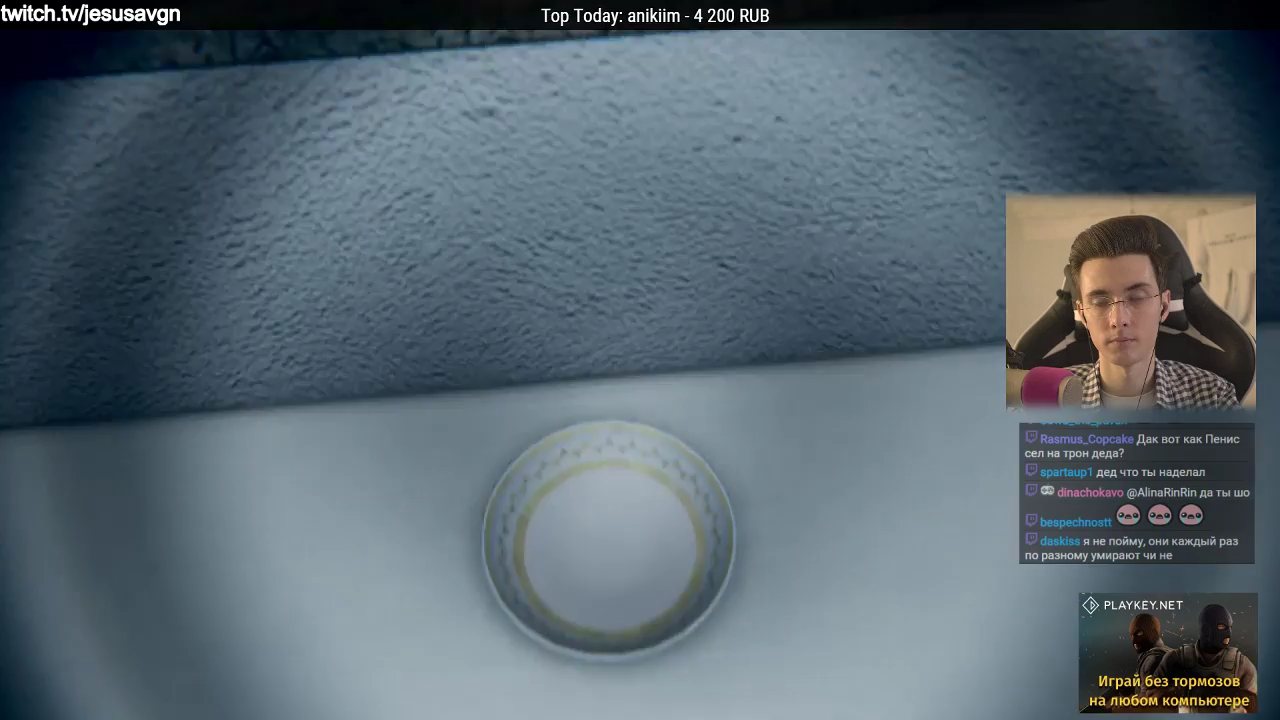 twitch.tv/jesusavgn
Top Today: anikiim - 4 200 RUB
Rasmus_Copcake Дак вот как Пенис
сел на трон деда?
spartaup1 дед что ты наделал
dinachokavo @AlinaRinRin да ты шо
bespechnostt
daskiss я не пойму, они каждый раз
по разному умирают чи не
PLAYKEY.NET
Играй без тормозов
на любом компьютере